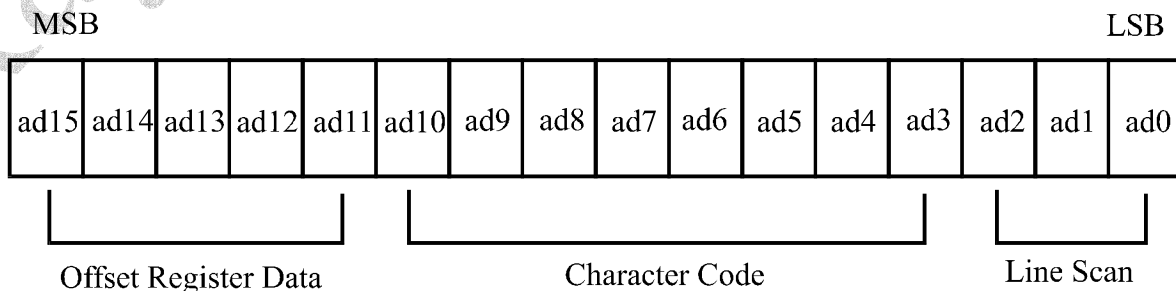 MSB LSB
ad15 ad14 ad13 ad12 ad11 ad10 ad9 ad8 ad7 ad6 ad5 ad4 ad3 ad2 ad1 ad0
Offset Register Data Character Code Line Scan